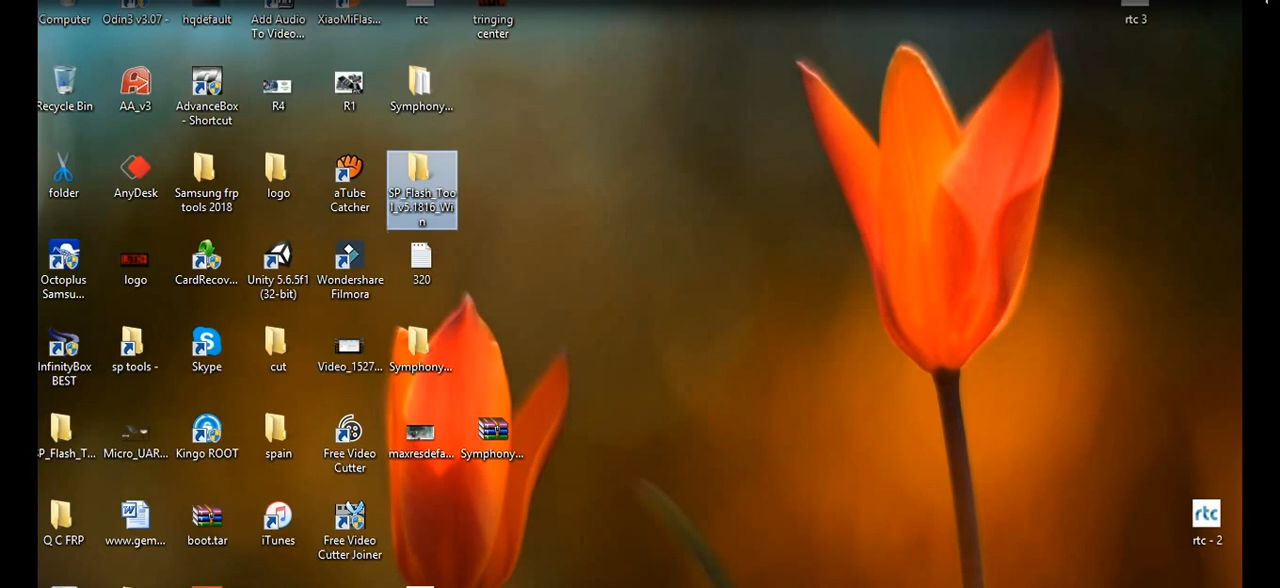 Computer
Odin3 v3.07 -
hqdefault
Add Audio
To Video...
XiaoMiFlas...
rtc
tringing
center
rtc 3
Recycle Bin
AA_v3
AdvanceBox
- Shortcut
R4
R1
Symphony...
folder
AnyDesk
Samsung frp
tools 2018
logo
aTube
Catcher
SP_Flash_Too
l_v5.1816_Wi
n
Octoplus
Samsu...
logo
CardRecov...
Unity 5.6.5f1
(32-bit)
Wondershare
Filmora
320
InfinityBox
BEST
sp tools -
Skype
cut
Video_1527...
Symphony...
SP_Flash_T...
Micro_UAR...
Kingo ROOT
spain
Free Video
Cutter
maxresdefa...
Symphony...
Q C FRP
www.gem...
boot.tar
iTunes
Free Video
Cutter Joiner
rtc
rtc - 2